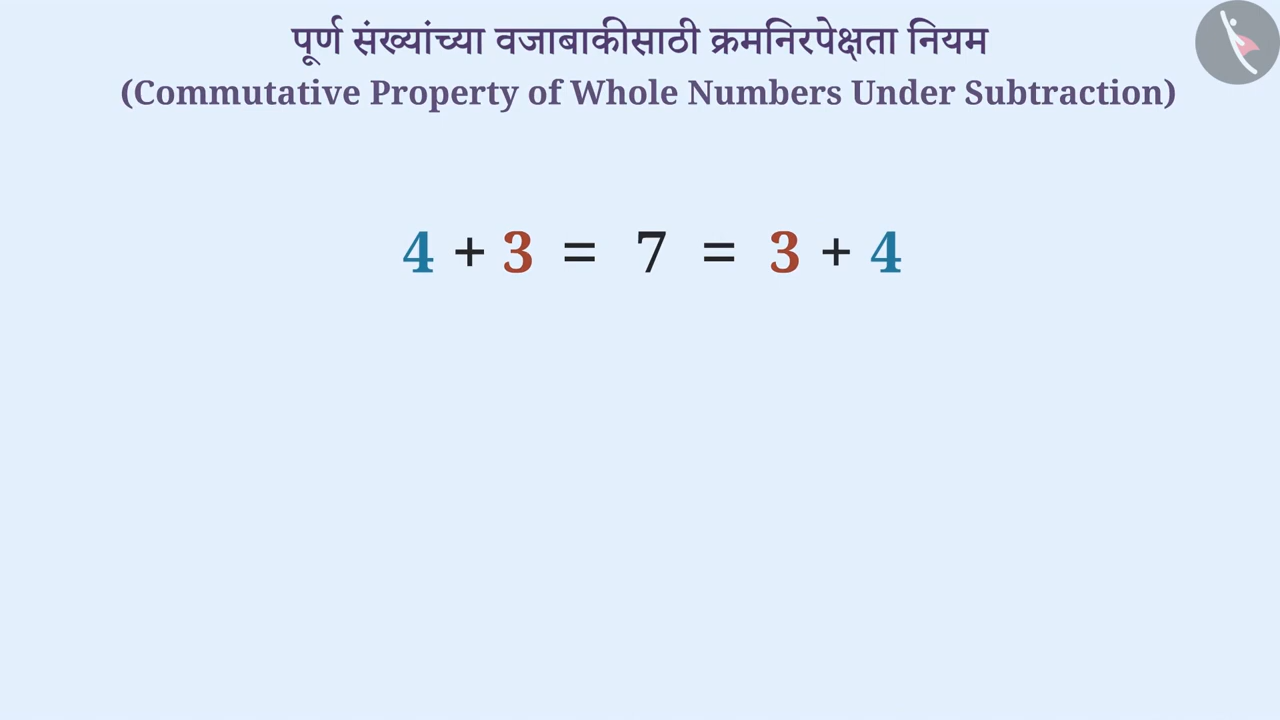 पूर्ण संख्यांच्या वजाबाकीसाठी क्रमनिरपेक्षता नियम
(Commutative Property of Whole Numbers Under Subtraction)
4 + 3 = 7 = 3 + 4